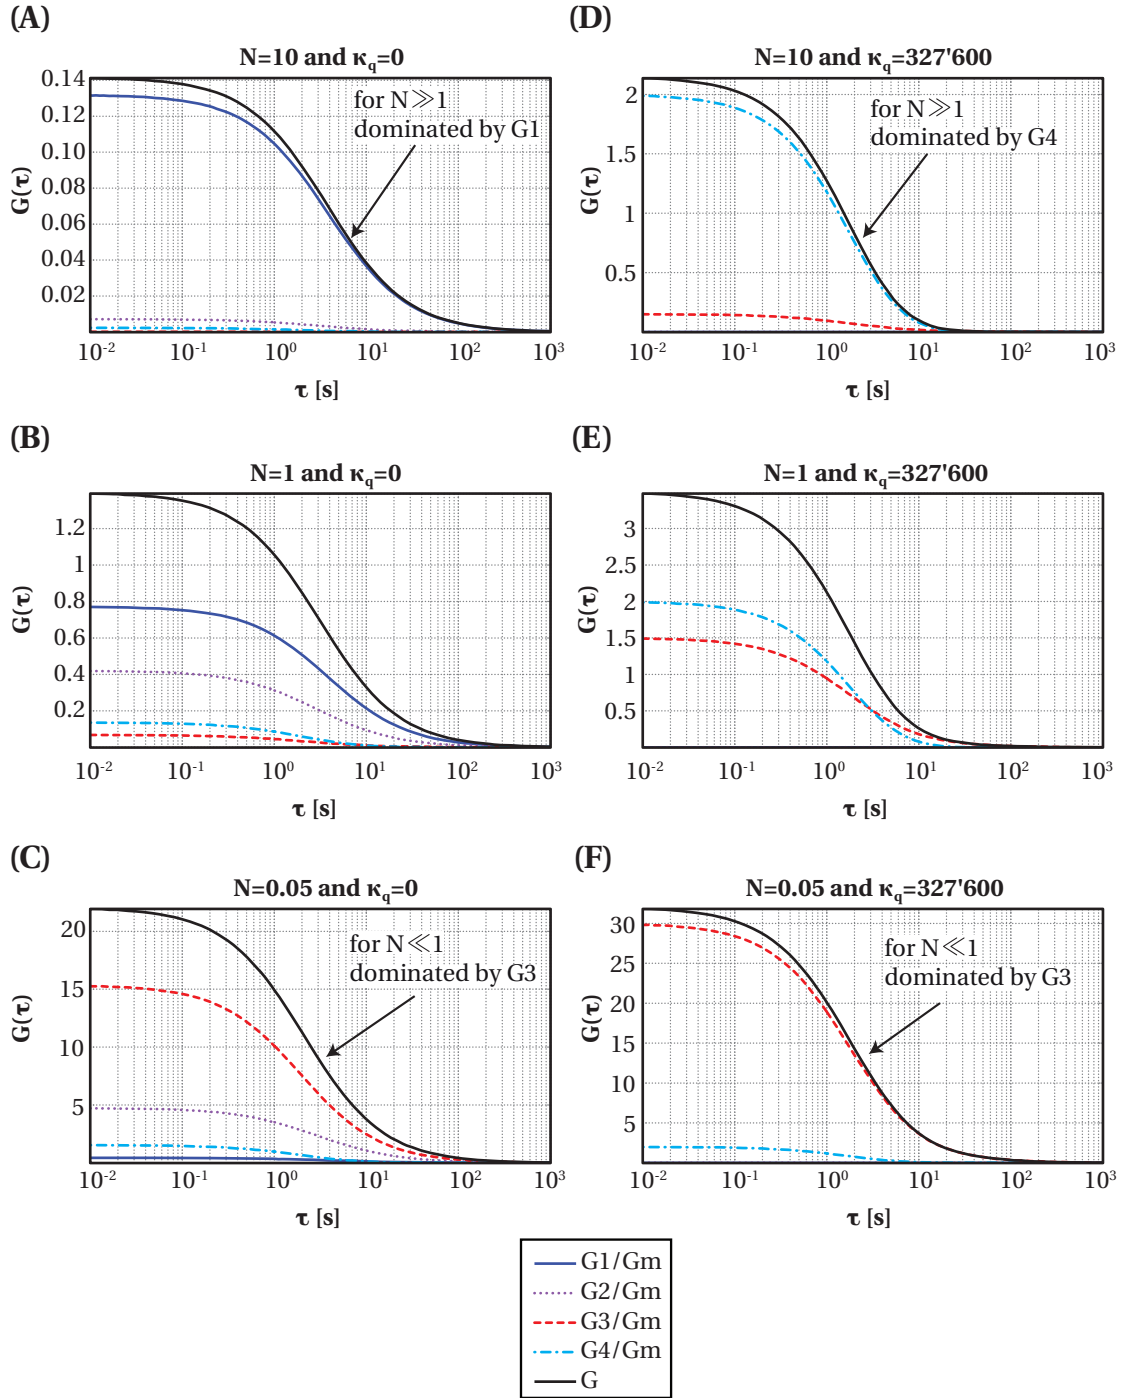 (A)
N=10 and κq=0
0.14
0.12
0.10
0.08
0.06
0.04
0.02
G(τ)
for N≫1
dominated by G1
10⁻² 10⁻¹ 10⁰ 10¹ 10² 10³
τ [s]
(D)
N=10 and κq=327'600
2
1.5
1
0.5
G(τ)
for N≫1
dominated by G4
10⁻² 10⁻¹ 10⁰ 10¹ 10² 10³
τ [s]
(B)
N=1 and κq=0
1.2
1
0.8
0.6
0.4
0.2
G(τ)
10⁻² 10⁻¹ 10⁰ 10¹ 10² 10³
τ [s]
(E)
N=1 and κq=327'600
3
2.5
2
1.5
1
0.5
G(τ)
10⁻² 10⁻¹ 10⁰ 10¹ 10² 10³
τ [s]
(C)
N=0.05 and κq=0
20
15
10
5
G(τ)
for N≪1
dominated by G3
10⁻² 10⁻¹ 10⁰ 10¹ 10² 10³
τ [s]
(F)
N=0.05 and κq=327'600
30
25
20
15
10
5
G(τ)
for N≪1
dominated by G3
10⁻² 10⁻¹ 10⁰ 10¹ 10² 10³
τ [s]
G1/Gm
G2/Gm
G3/Gm
G4/Gm
G